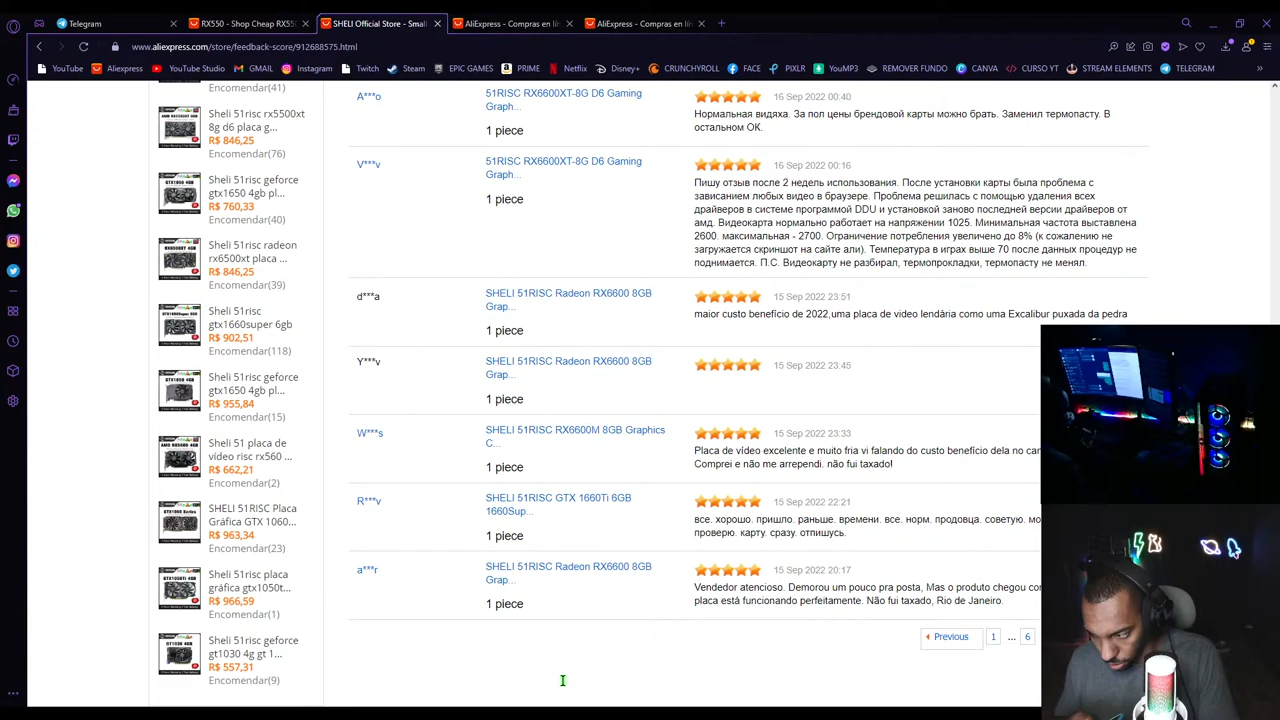 Telegram
RX550 - Shop Cheap RX550
SHELI Official Store - Small
AliExpress - Compras en lín
AliExpress - Compras en lín
www.aliexpress.com/store/feedback-score/912688575.html
YouTube
Aliexpress
YouTube Studio
GMAIL
Instagram
Twitch
Steam
EPIC GAMES
PRIME
Netflix
Disney+
CRUNCHYROLL
FACE
PIXLR
YouMP3
REMOVER FUNDO
CANVA
CURSO YT
STREAM ELEMENTS
TELEGRAM
Encomendar(41)
Sheli 51risc rx5500xt
8g d6 placa g...
R$ 846,25
Encomendar(76)
Sheli 51risc geforce
gtx1650 4gb pl...
R$ 760,33
Encomendar(40)
Sheli 51risc radeon
rx6500xt placa ...
R$ 846,25
Encomendar(39)
Sheli 51risc
gtx1660super 6gb
R$ 902,51
Encomendar(118)
Sheli 51risc geforce
gtx1650 4gb pl...
R$ 955,84
Encomendar(15)
Sheli 51 placa de
vídeo risc rx560 ...
R$ 662,21
Encomendar(2)
SHELI 51RISC Placa
Gráfica GTX 1060...
R$ 963,34
Encomendar(23)
Sheli 51risc placa
gráfica gtx1050t...
R$ 966,59
Encomendar(1)
Sheli 51risc geforce
gt1030 4g gt 1...
R$ 557,31
Encomendar(9)
A***o
51RISC RX6600XT-8G D6 Gaming
Graph...
1 piece
16 Sep 2022 00:40
Нормальная видяха. За пол цены брендовой карты можно брать. Заменил термопасту. В
остальном ОК.
V***v
51RISC RX6600XT-8G D6 Gaming
Graph...
1 piece
16 Sep 2022 00:16
Пишу отзыв после 2 недель использования. После установки карты была проблема с
зависанием любых видео в браузере. Проблема решилась с помощью удаления всех
драйверов в системе программой DDU и установкой заново последней версии драйверов от
амд. Видеокарта нормально работает на напряжении 1025. Минимальная частота выставлена
2600. максимальная - 2700. Ограничение потребления увеличено до 8% (к сожалению не
загружается скриншот на сайте али). Температура в играх выше 70 после данных процедур не
поднимается. П.С. Видеокарту не разбирал, термопрокладки, термопасту не менял.
d***a
SHELI 51RISC Radeon RX6600 8GB
Grap...
1 piece
15 Sep 2022 23:51
maior custo benefício de 2022,uma placa de video lendária como uma Excalibur puxada da pedra
Y***v
SHELI 51RISC Radeon RX6600 8GB
Grap...
1 piece
15 Sep 2022 23:45
W***s
SHELI 51RISC RX6600M 8GB Graphics
C...
1 piece
15 Sep 2022 23:33
Placa de vídeo excelente e muito fria vi falando do custo benefício dela no can
Comprei e não me arrependi. não fui taxado!
R***v
SHELI 51RISC GTX 1660Ti 6GB
1660Sup...
1 piece
15 Sep 2022 22:21
все. хорошо. пришло. раньше. времени. все. норм. продовца. советую. мо
проверю. карту. сразу. отпишусь.
a***r
SHELI 51RISC Radeon RX6600 8GB
Grap...
1 piece
15 Sep 2022 20:17
Vendedor atencioso. Demorou um pouco pra posta, Mas o produto chegou com
placa está funcionando perfeitamente. Não fui taxado, Rio de Janeiro.
Previous
1
...
6